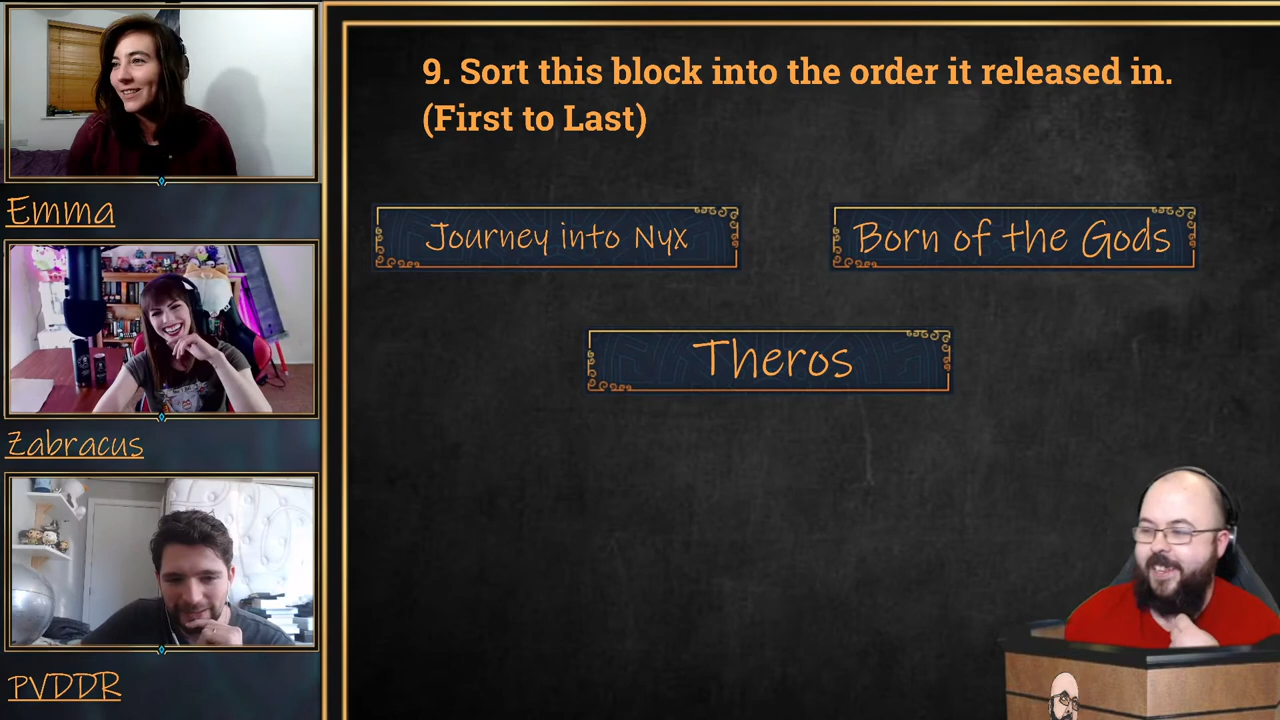 9. Sort this block into the order it released in.
(First to Last)
Journey into Nyx
Born of the Gods
Theros
Emma
Zabracus
PVDDR